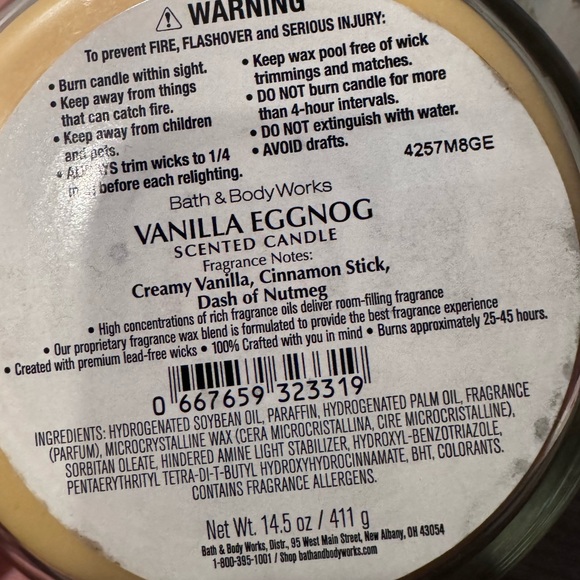 WARNING
To prevent FIRE, FLASHOVER and SERIOUS INJURY:
• Burn candle within sight.
• Keep away from things
that can catch fire.
• Keep away from children
and pets.
• trim wicks to 1/4
before each relighting.
• Keep wax pool free of wick
trimmings and matches.
• DO NOT burn candle for more
than 4-hour intervals.
• DO NOT extinguish with water.
• AVOID drafts.
4257M8GE
Bath & Body Works
VANILLA EGGNOG
SCENTED CANDLE
Fragrance Notes:
Creamy Vanilla, Cinnamon Stick,
Dash of Nutmeg
• High concentrations of rich fragrance oils deliver room-filling fragrance
• Our proprietary fragrance wax blend is formulated to provide the best fragrance experience
• Created with premium lead-free wicks • 100% Crafted with you in mind • Burns approximately 25-45 hours.
0 667659 323319
INGREDIENTS: HYDROGENATED SOYBEAN OIL, PARAFFIN, HYDROGENATED PALM OIL, FRAGRANCE
(PARFUM), MICROCRYSTALLINE WAX (CERA MICROCRISTALLINA, CIRE MICROCRISTALLINE),
SORBITAN OLEATE, HINDERED AMINE LIGHT STABILIZER, HYDROXYL-BENZOTRIAZOLE,
PENTAERYTHRITYL TETRA-DI-T-BUTYL HYDROXYHYDROCINNAMATE, BHT, COLORANTS.
CONTAINS FRAGRANCE ALLERGENS.
Net Wt. 14.5 oz / 411 g
Bath & Body Works, Distr., 95 West Main Street, New Albany, OH 43054
1-800-395-1001 / Shop bathandbodyworks.com